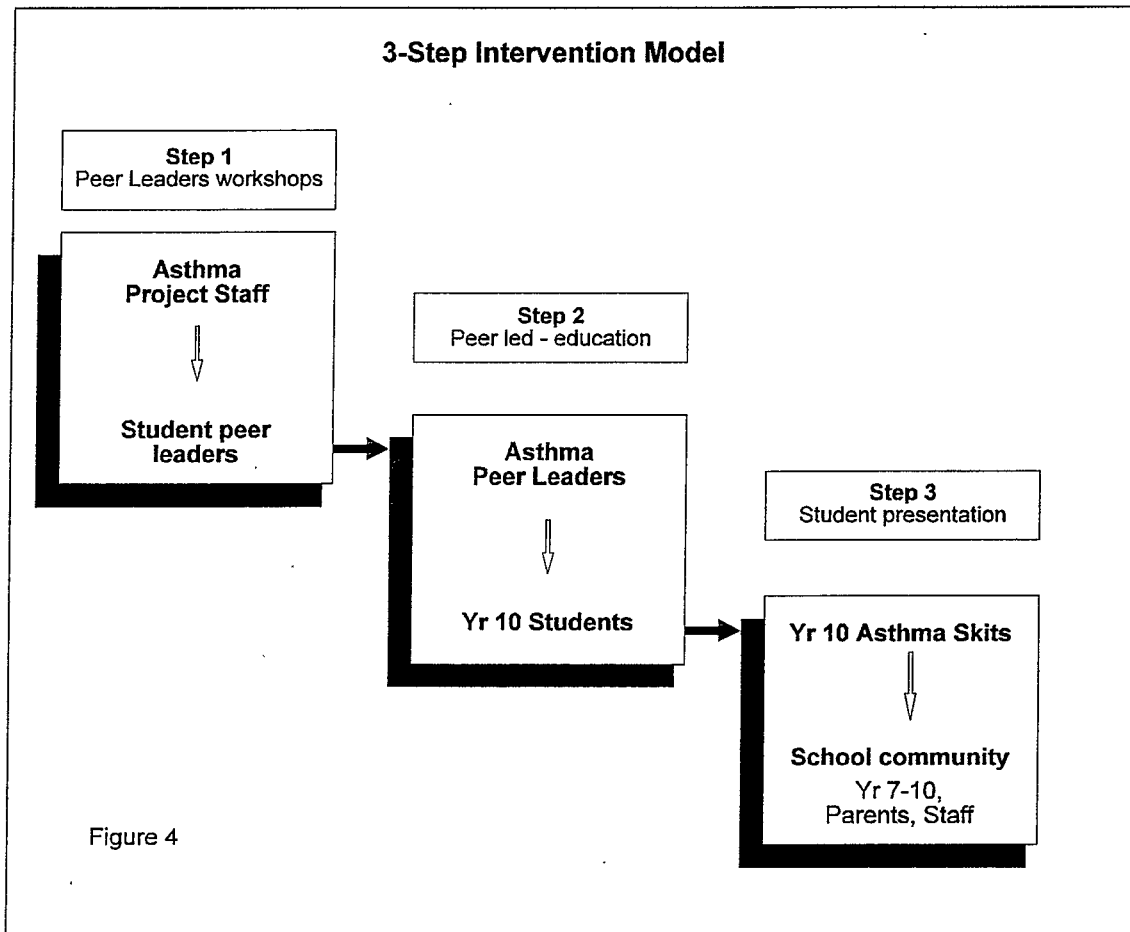 3-Step Intervention Model
Step 1
Peer Leaders workshops
Asthma
Project Staff
Student peer
leaders
Step 2
Peer led - education
Asthma
Peer Leaders
Yr 10 Students
Step 3
Student presentation
Yr 10 Asthma Skits
School community
Yr 7-10,
Parents, Staff
Figure 4